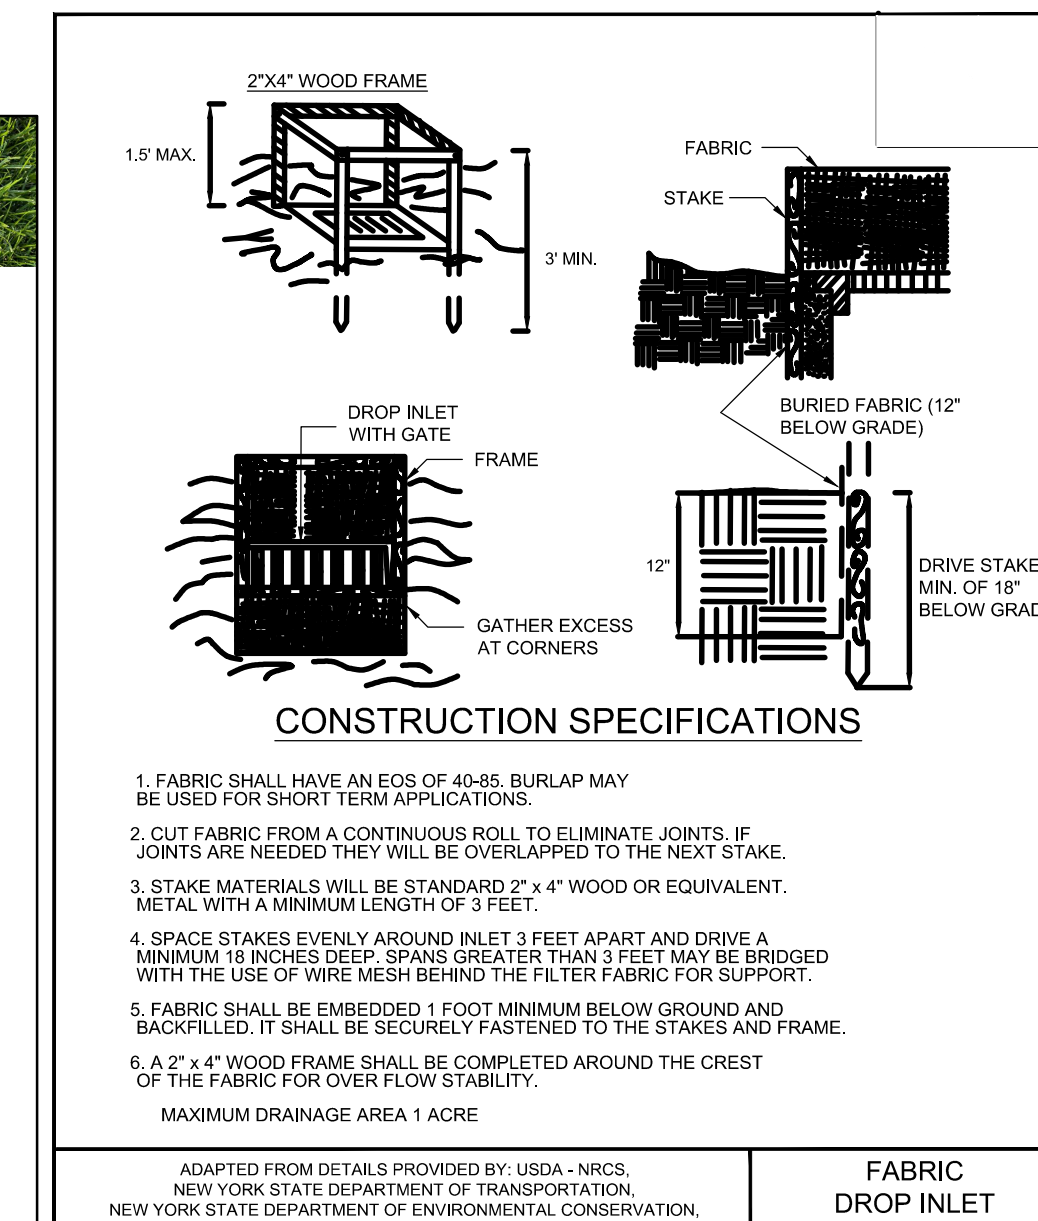 2"X4" WOOD FRAME
1.5' MAX.
3' MIN.
FABRIC
STAKE
BURIED FABRIC (12"
BELOW GRADE)
DROP INLET
WITH GATE
FRAME
GATHER EXCESS
AT CORNERS
12"
DRIVE STAKE
MIN. OF 18"
BELOW
CONSTRUCTION SPECIFICATIONS
1. FABRIC SHALL HAVE AN EOS OF 40-85. BURLAP MAY
BE USED FOR SHORT TERM APPLICATIONS.
2. CUT FABRIC FROM A CONTINUOUS ROLL TO ELIMINATE JOINTS. IF
JOINTS ARE NEEDED THEY WILL BE OVERLAPPED TO THE NEXT STAKE.
3. STAKE MATERIALS WILL BE STANDARD 2" x 4" WOOD OR EQUIVALENT.
METAL WITH A MINIMUM LENGTH OF 3 FEET.
4. SPACE STAKES EVENLY AROUND INLET 3 FEET APART AND DRIVE A
MINIMUM 18 INCHES DEEP. SPANS GREATER THAN 3 FEET MAY BE BRIDGED
WITH THE USE OF WIRE MESH BEHIND THE FILTER FABRIC FOR SUPPORT.
5. FABRIC SHALL BE EMBEDDED 1 FOOT MINIMUM BELOW GROUND AND
BACKFILLED. IT SHALL BE SECURELY FASTENED TO THE STAKES AND FRAME.
6. A 2" x 4" WOOD FRAME SHALL BE COMPLETED AROUND THE CREST
OF THE FABRIC FOR OVER FLOW STABILITY.
MAXIMUM DRAINAGE AREA 1 ACRE
ADAPTED FROM DETAILS PROVIDED BY: USDA - NRCS,
NEW YORK STATE DEPARTMENT OF TRANSPORTATION,
NEW YORK STATE DEPARTMENT OF ENVIRONMENTAL CONSERVATION,
FABRIC
DROP INLET